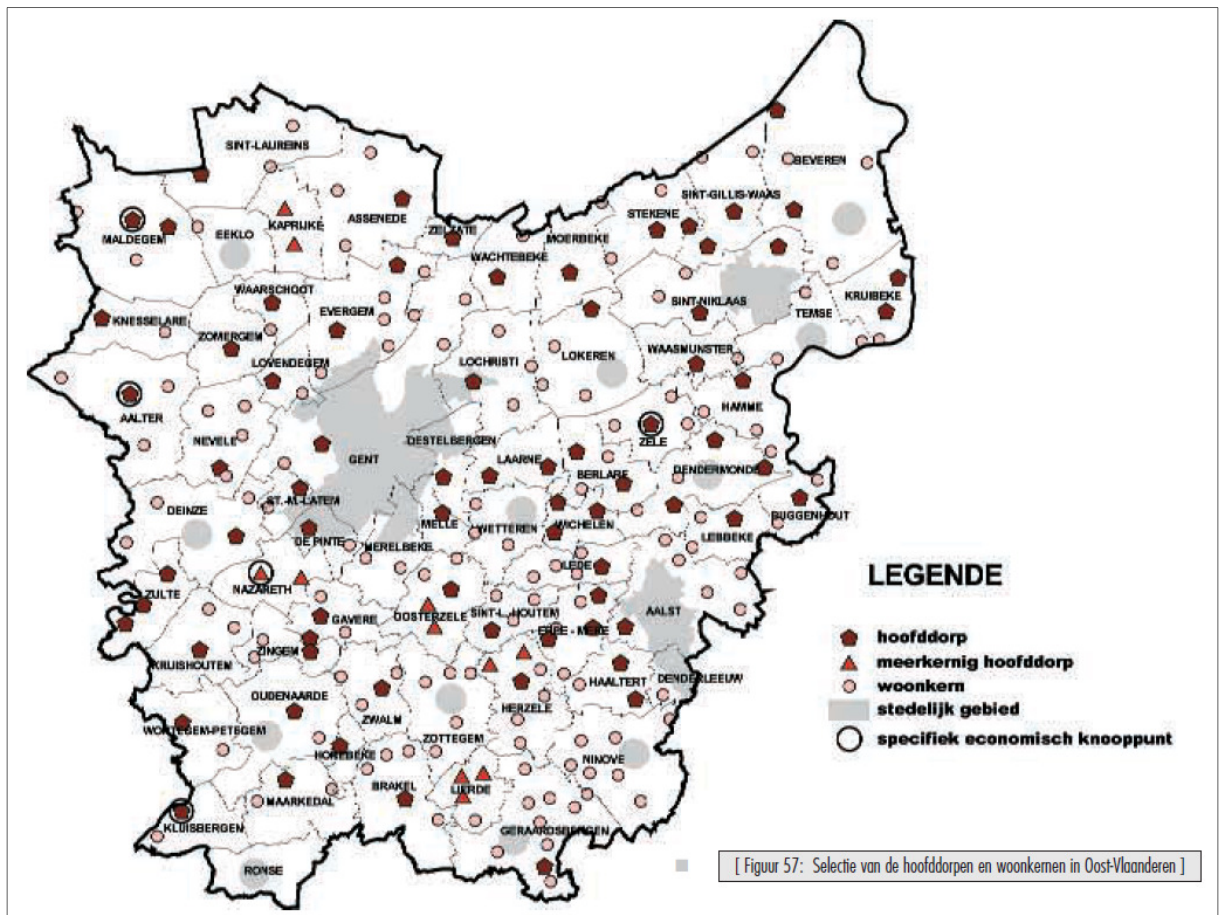 SINT-LAUREINS
BEVEREN
SINT-GILLIS-WAAS
STEKENE
ASSENEDE
KAPRIJKE
MALDEGEM
EEKLO
ZELZATE
MOERBEKE
WACHTEBEKE
WAARSCHOOT
KRUIBEKE
SINT-NIKLAAS
EVERGEM
TEMSE
KNESSELARE
ZOMERGEM
WAASMUNSTER
LOKEREN
LOCHRISTI
LOVENDEGEM
HAMME
AALTER
NEVELE
DESTELBERGEN
ZELE
GENT
LAARNE
DENDERMONDE
BERLARE
ST.-M.-LATEM
DEINZE
BUGGENHOUT
MELLE
WETTEREN
WICHELEN
LEBBEKE
DE PINTE
MERELBEKE
LEDE
NAZARETH
ZULTE
AALST
OOSTERZELE
SINT-L.-HOUTEM
GAVERE
ERPE-MERE
ZINGEM
KRUISHOUTEM
HAALTERT
DENDERLEEUW
OUDENAARDE
HERZELE
ZWALM
WORTEGEM-PETEGEM
ZOTTEGEM
HOREBEKE
NINOVE
BRAKEL
LIERDE
MAARKEDAL
KLUISBERGEN
GERAARDSBERGEN
RONSE
LEGENDE
hoofddorp
meerkernig hoofddorp
woonkern
stedelijk gebied
specifiek economisch knooppunt
[ Figuur 57: Selectie van de hoofddorpen en woonkernen in Oost-Vlaanderen ]